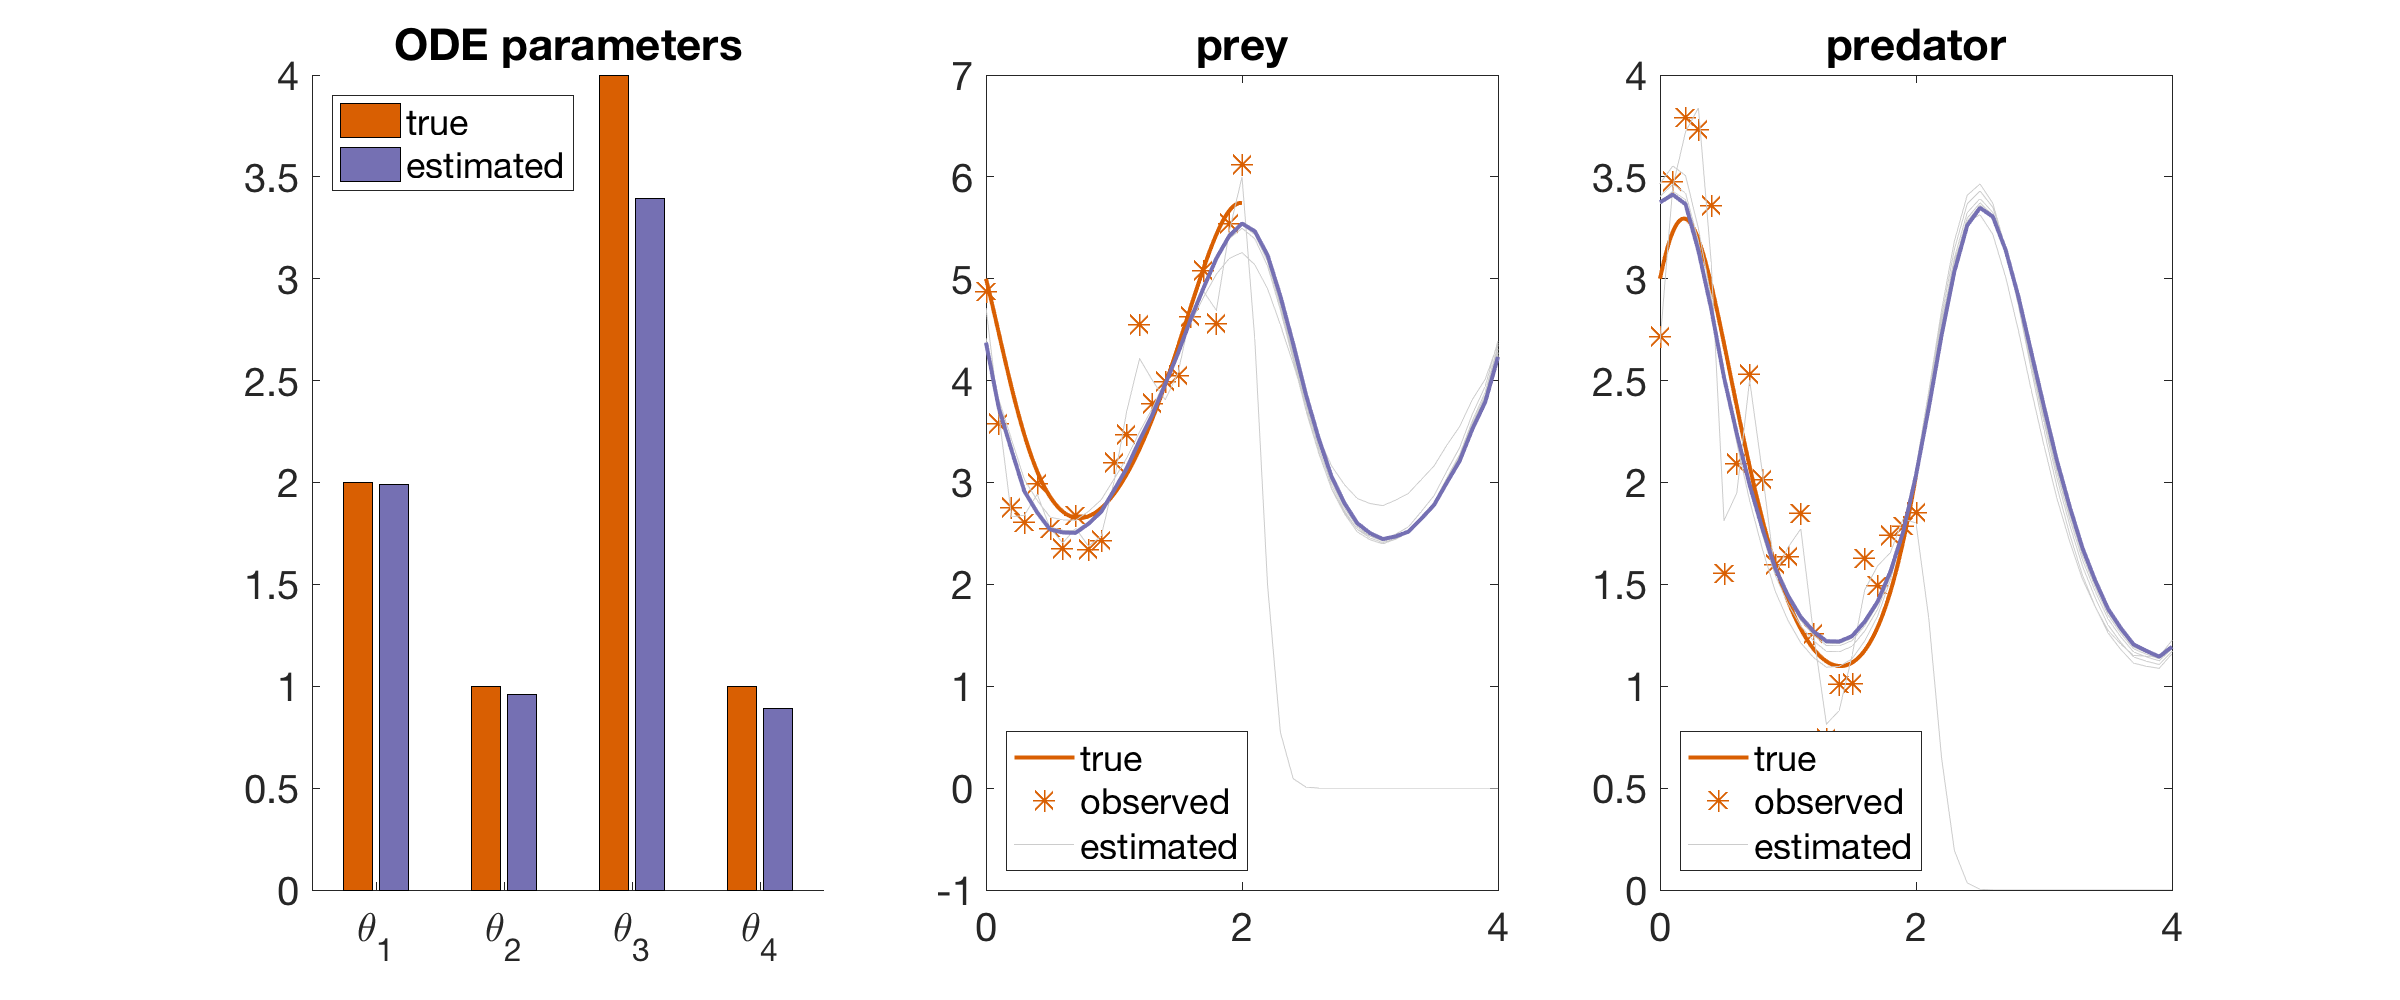 ODE parameters
4
3.5
3
2.5
2
1.5
1
0.5
0
true
estimated
θ1 θ2 θ3 θ4
prey
7
6
5
4
3
2
1
0
-1
0 2 4
true
observed
estimated
predator
4
3.5
3
2.5
2
1.5
1
0.5
0
0 2 4
true
observed
estimated